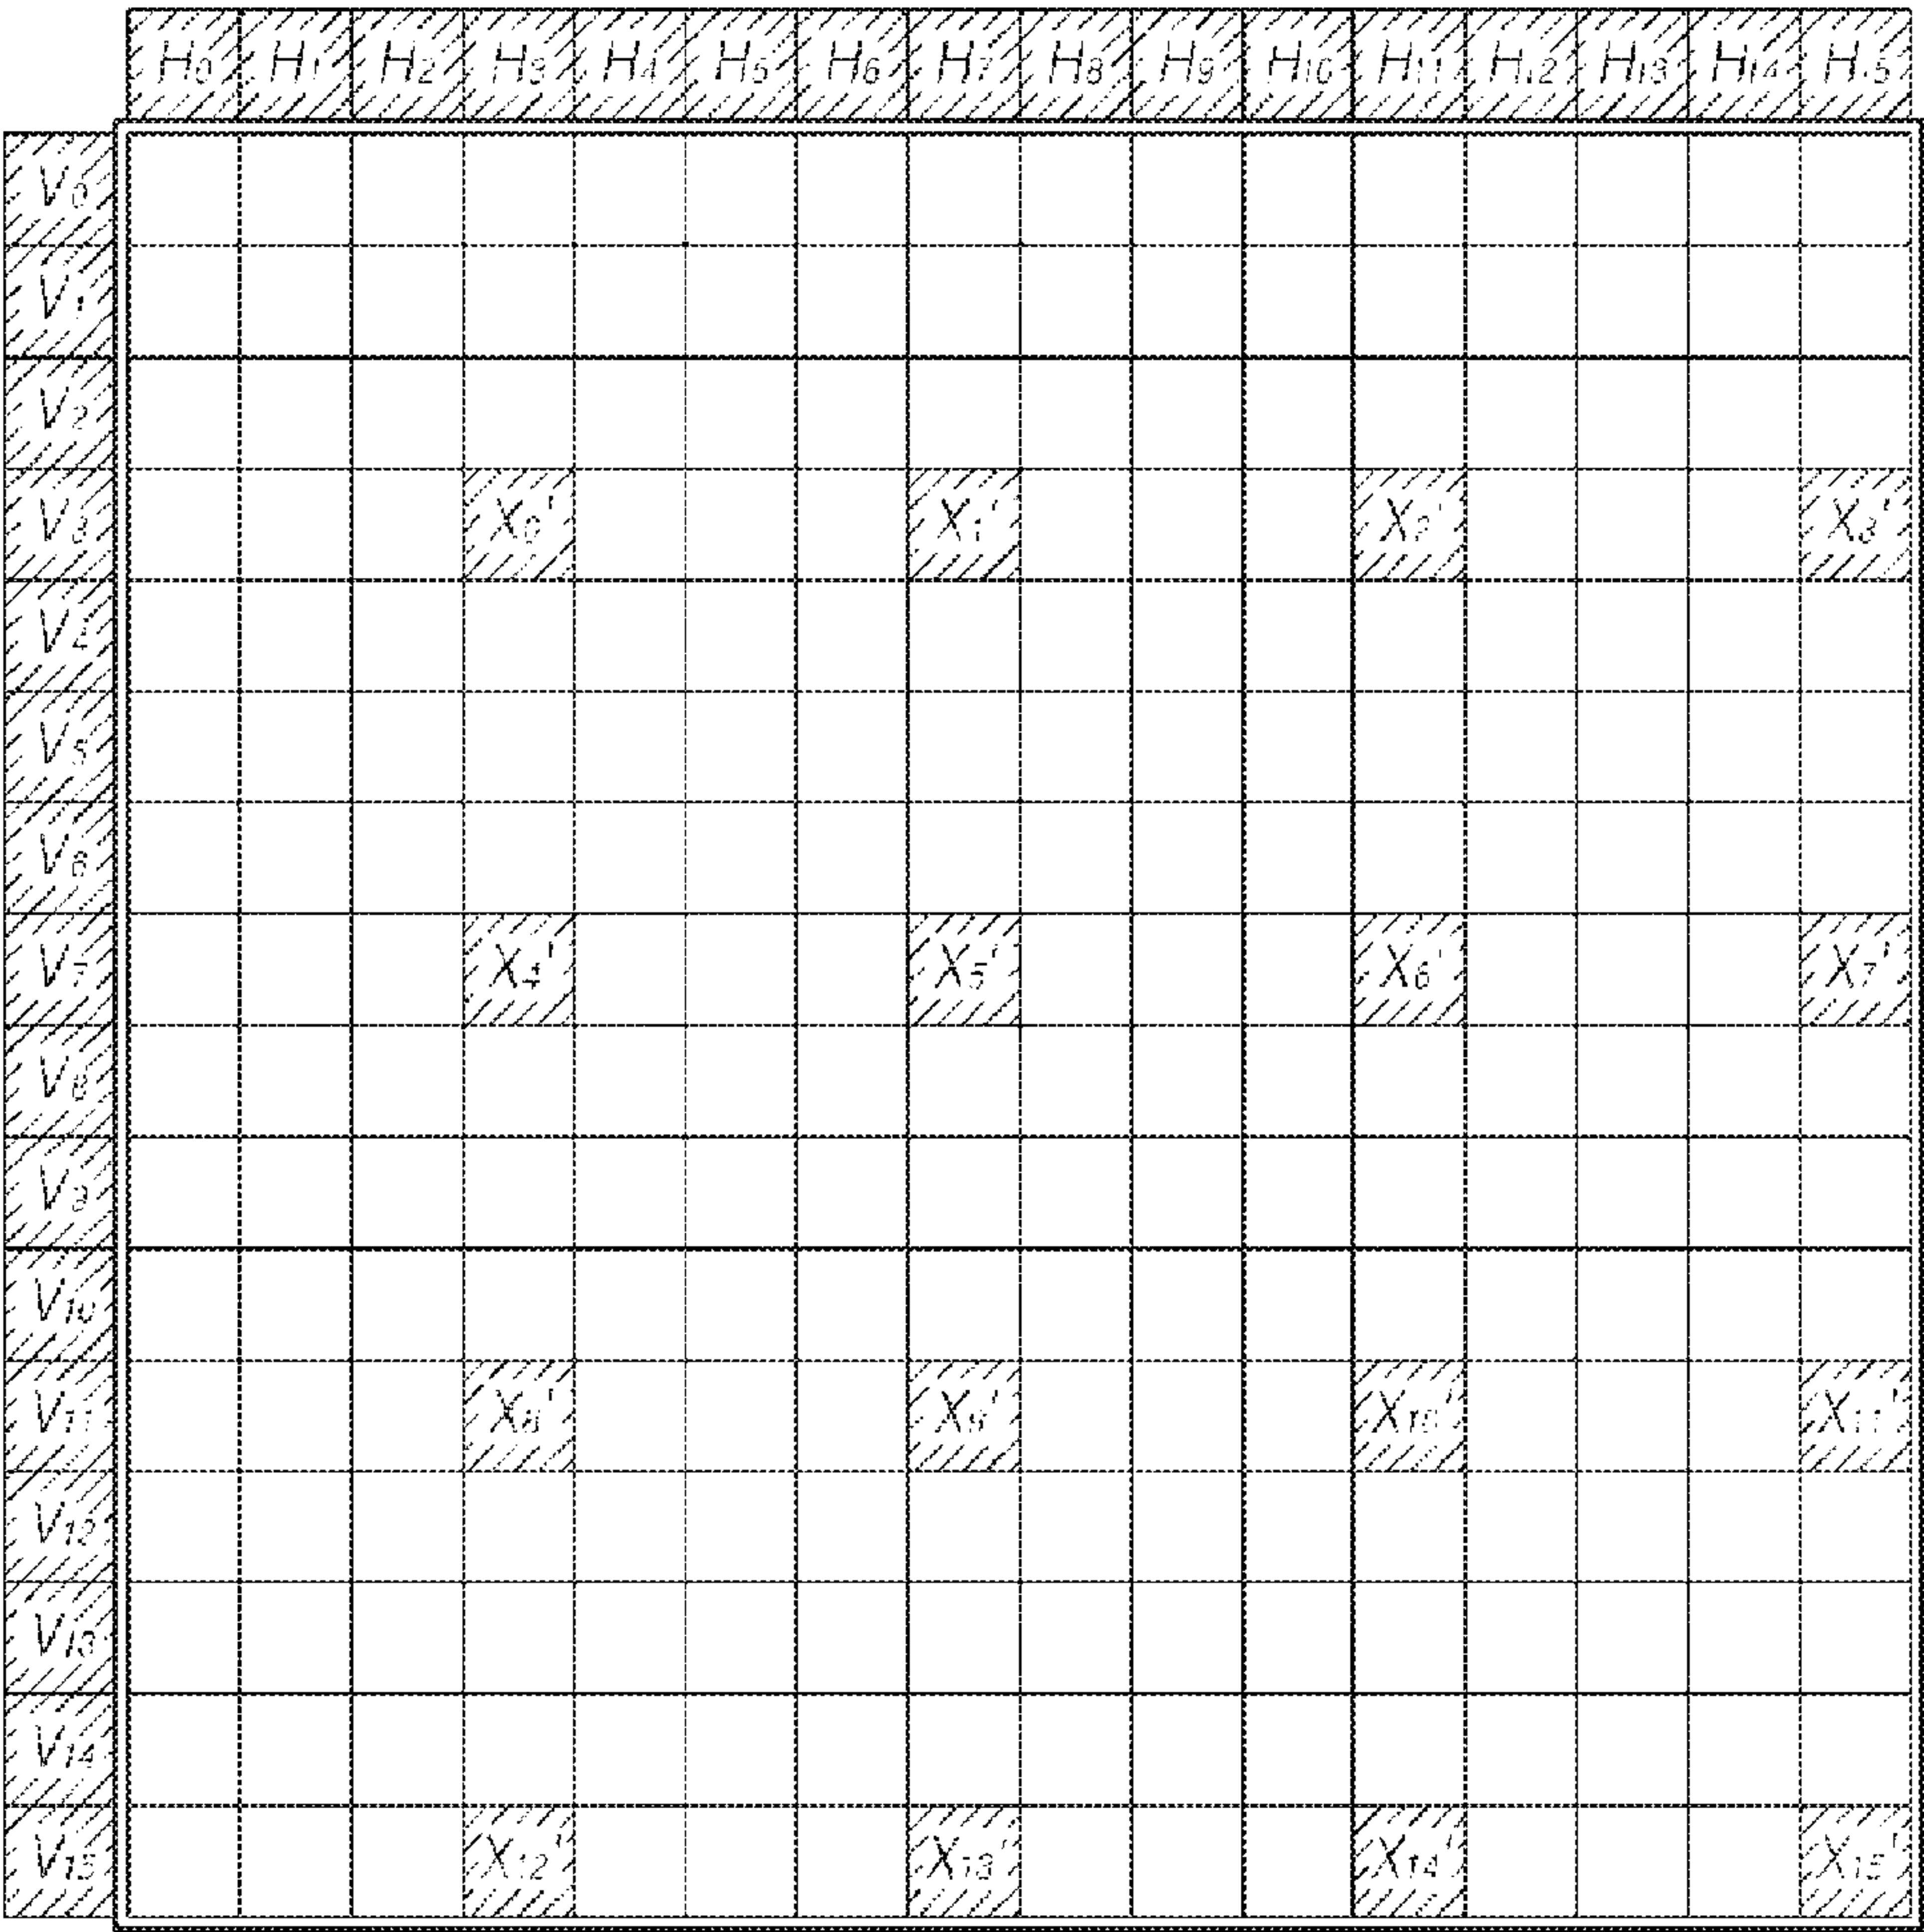 H0 H1 H2 H3 H4 H5 H6 H7 H8 H9 H10 H11 H12 H13 H14 H15
V0
V1
V2
V3 X0' X1' X2' X3'
V4
V5
V6
V7 X4' X5' X6' X7'
V8
V9
V10
V11 X8' X9' X10' X11'
V12
V13
V14
V15 X12' X13' X14' X15'